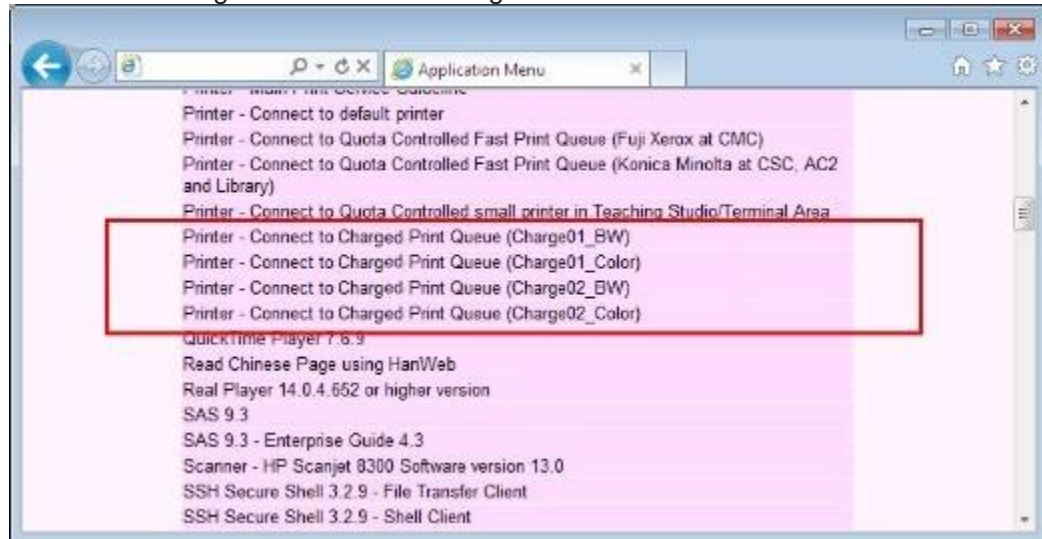 Application Menu
Printer - Main Print Service Guideline
Printer - Connect to default printer
Printer - Connect to Quota Controlled Fast Print Queue (Fuji Xerox at CMC)
Printer - Connect to Quota Controlled Fast Print Queue (Konica Minolta at CSC, AC2
and Library)
Printer - Connect to Quota Controlled small printer in Teaching Studio/Terminal Area
Printer - Connect to Charged Print Queue (Charge01_BW)
Printer - Connect to Charged Print Queue (Charge01_Color)
Printer - Connect to Charged Print Queue (Charge02_BW)
Printer - Connect to Charged Print Queue (Charge02_Color)
QuickTime Player 7.6.9
Read Chinese Page using HanWeb
Real Player 14.0.4.652 or higher version
SAS 9.3
SAS 9.3 - Enterprise Guide 4.3
Scanner - HP Scanjet 8300 Software version 13.0
SSH Secure Shell 3.2.9 - File Transfer Client
SSH Secure Shell 3.2.9 - Shell Client